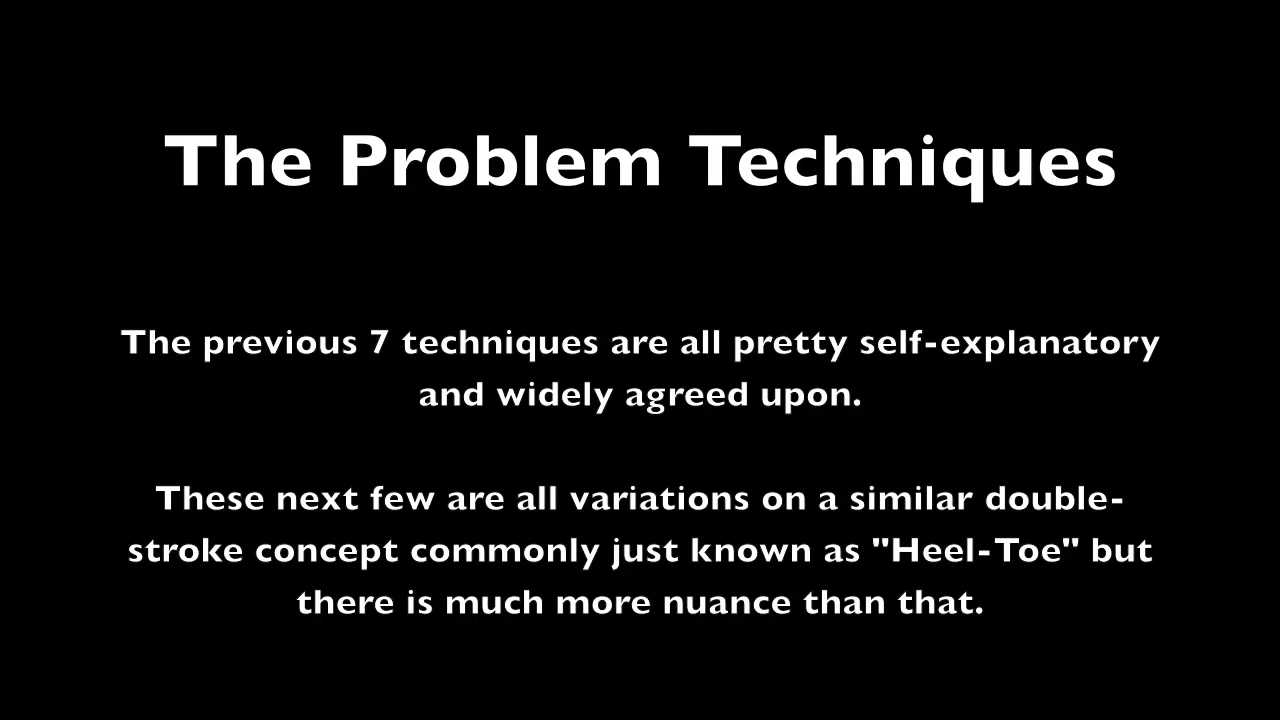 The Problem Techniques
The previous 7 techniques are all pretty self-explanatory
and widely agreed upon.
These next few are all variations on a similar double-
stroke concept commonly just known as "Heel-Toe" but
there is much more nuance than that.